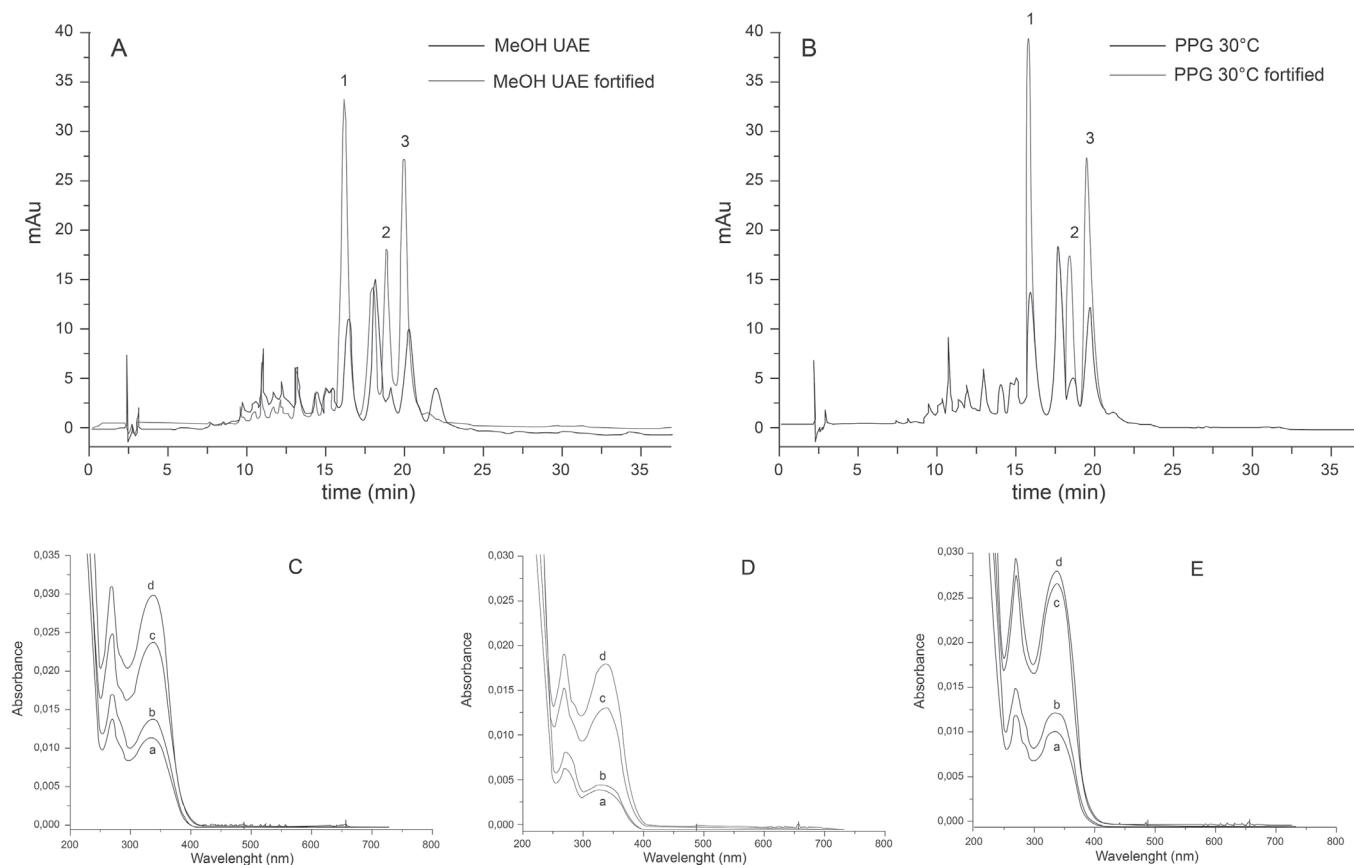 A
MeOH UAE
MeOH UAE fortified
1
2
3
mAu
40
35
30
25
20
15
10
5
0
0 5 10 15 20 25 30 35
time (min)
B
PPG 30°C
PPG 30°C fortified
1
2
3
mAu
40
35
30
25
20
15
10
5
0
0 5 10 15 20 25 30 35
time (min)
C
Absorbance
0,035
0,030
0,025
0,020
0,015
0,010
0,005
0,000
d
c
b
a
200 300 400 500 600 700 800
Wavelenght (nm)
D
Absorbance
0,030
0,025
0,020
0,015
0,010
0,005
0,000
d
c
b
a
200 300 400 500 600 700 800
Wavelenght (nm)
E
Absorbance
0,030
0,025
0,020
0,015
0,010
0,005
0,000
d
c
b
a
200 300 400 500 600 700 800
Wavelenght (nm)